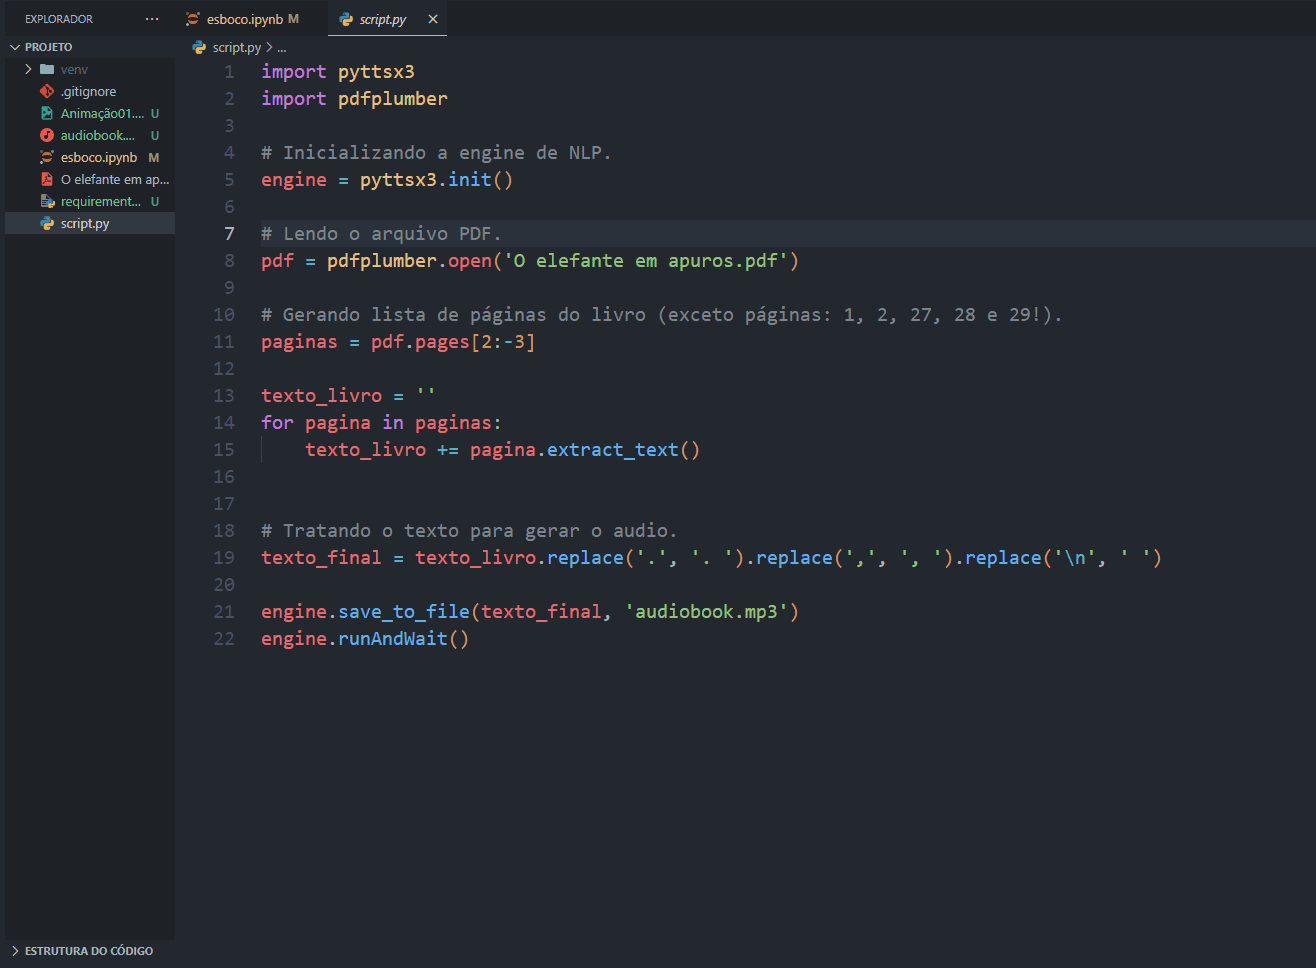 EXPLORADOR
···
esboco.ipynb M
script.py
PROJETO
venv
.gitignore
Animação01.... U
audiobook.... U
esboco.ipynb M
O elefante em ap...
requirement... U
script.py
script.py > ...
1 import pyttsx3
2 import pdfplumber
3
4 # Inicializando a engine de NLP.
5 engine = pyttsx3.init()
6
7 # Lendo o arquivo PDF.
8 pdf = pdfplumber.open('O elefante em apuros.pdf')
9
10 # Gerando lista de páginas do livro (exceto páginas: 1, 2, 27, 28 e 29!).
11 paginas = pdf.pages[2:-3]
12
13 texto_livro = ''
14 for pagina in paginas:
15     texto_livro += pagina.extract_text()
16
17
18 # Tratando o texto para gerar o audio.
19 texto_final = texto_livro.replace('.', '. ').replace(',', ', ').replace('\n', ' ')
20
21 engine.save_to_file(texto_final, 'audiobook.mp3')
22 engine.runAndWait()
ESTRUTURA DO CÓDIGO